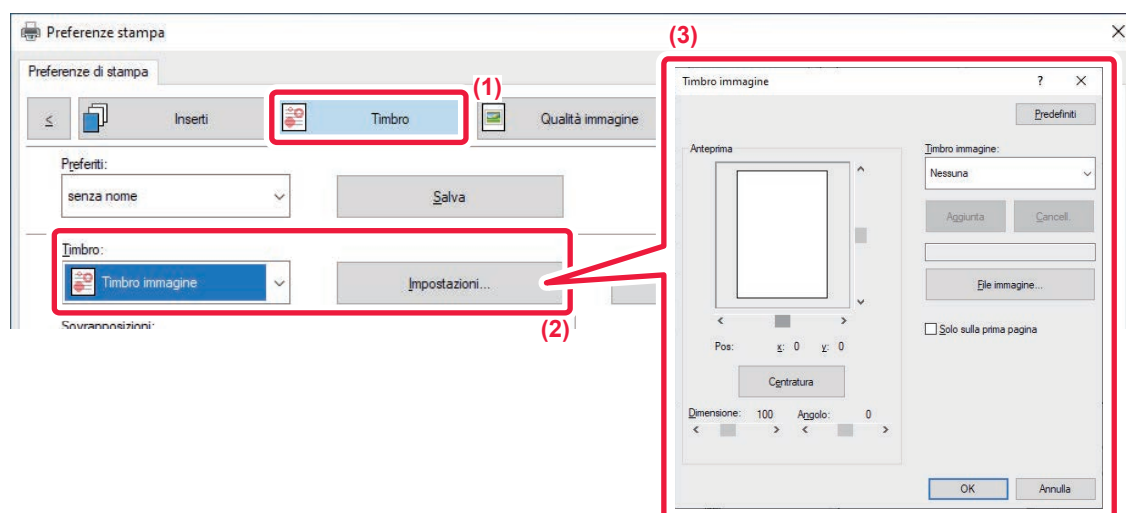 Preferenze stampa
Preferenze di stampa
(1)
<
Inserti
Timbro
Qualità immagine
Preferiti:
senza nome
Salva
Timbro:
Timbro immagine
Impostazioni...
(2)
Sovrapposizioni:
(3)
Timbro immagine
?
Predefiniti
Anteprima
Timbro immagine:
Nessuna
Aggiunta
Cancell.
File immagine...
Solo sulla prima pagina
Pos: x: 0 y: 0
Centratura
Dimensione: 100 Angolo: 0
OK
Annulla